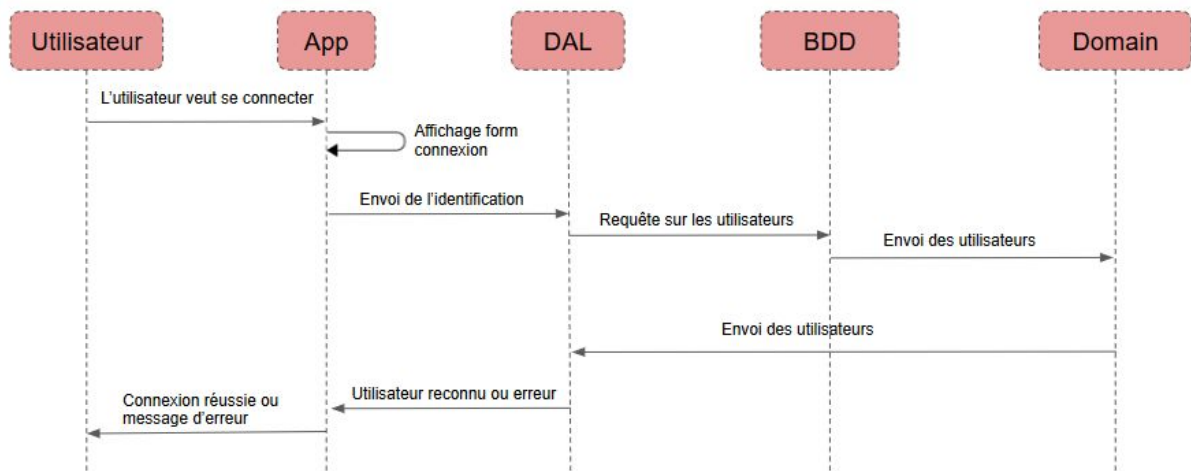 Utilisateur
App
DAL
BDD
Domain
L'utilisateur veut se connecter
Affichage form
connexion
Envoi de l'identification
Requête sur les utilisateurs
Envoi des utilisateurs
Envoi des utilisateurs
Utilisateur reconnu ou erreur
Connexion réussie ou
message d'erreur